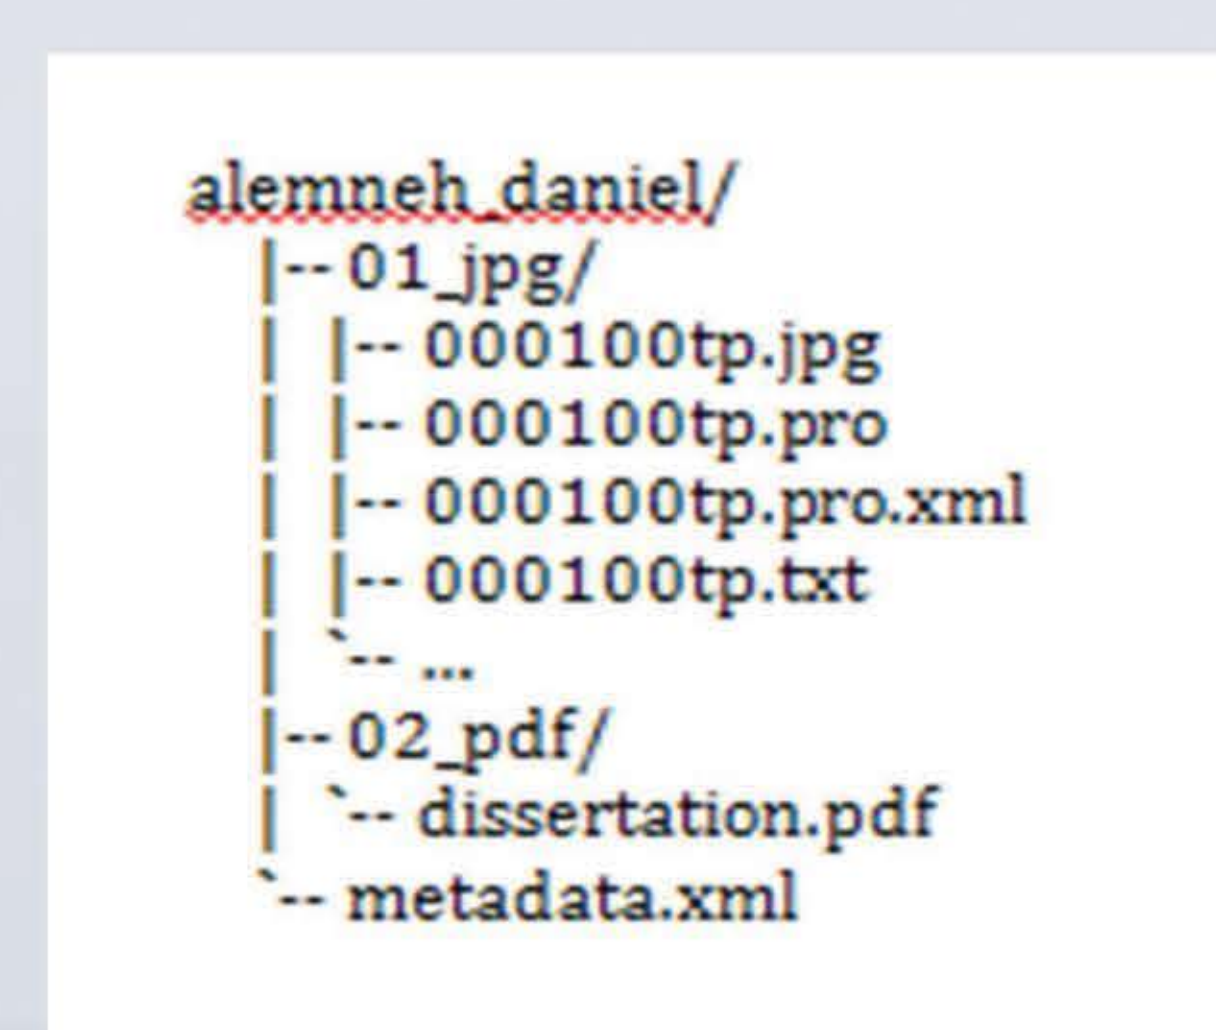 alemneh_daniel/
|-- 01_jpg/
|   |-- 000100tp.jpg
|   |-- 000100tp.pro
|   |-- 000100tp.pro.xml
|   |-- 000100tp.txt
|   `-- ...
|-- 02_pdf/
|   `-- dissertation.pdf
`-- metadata.xml